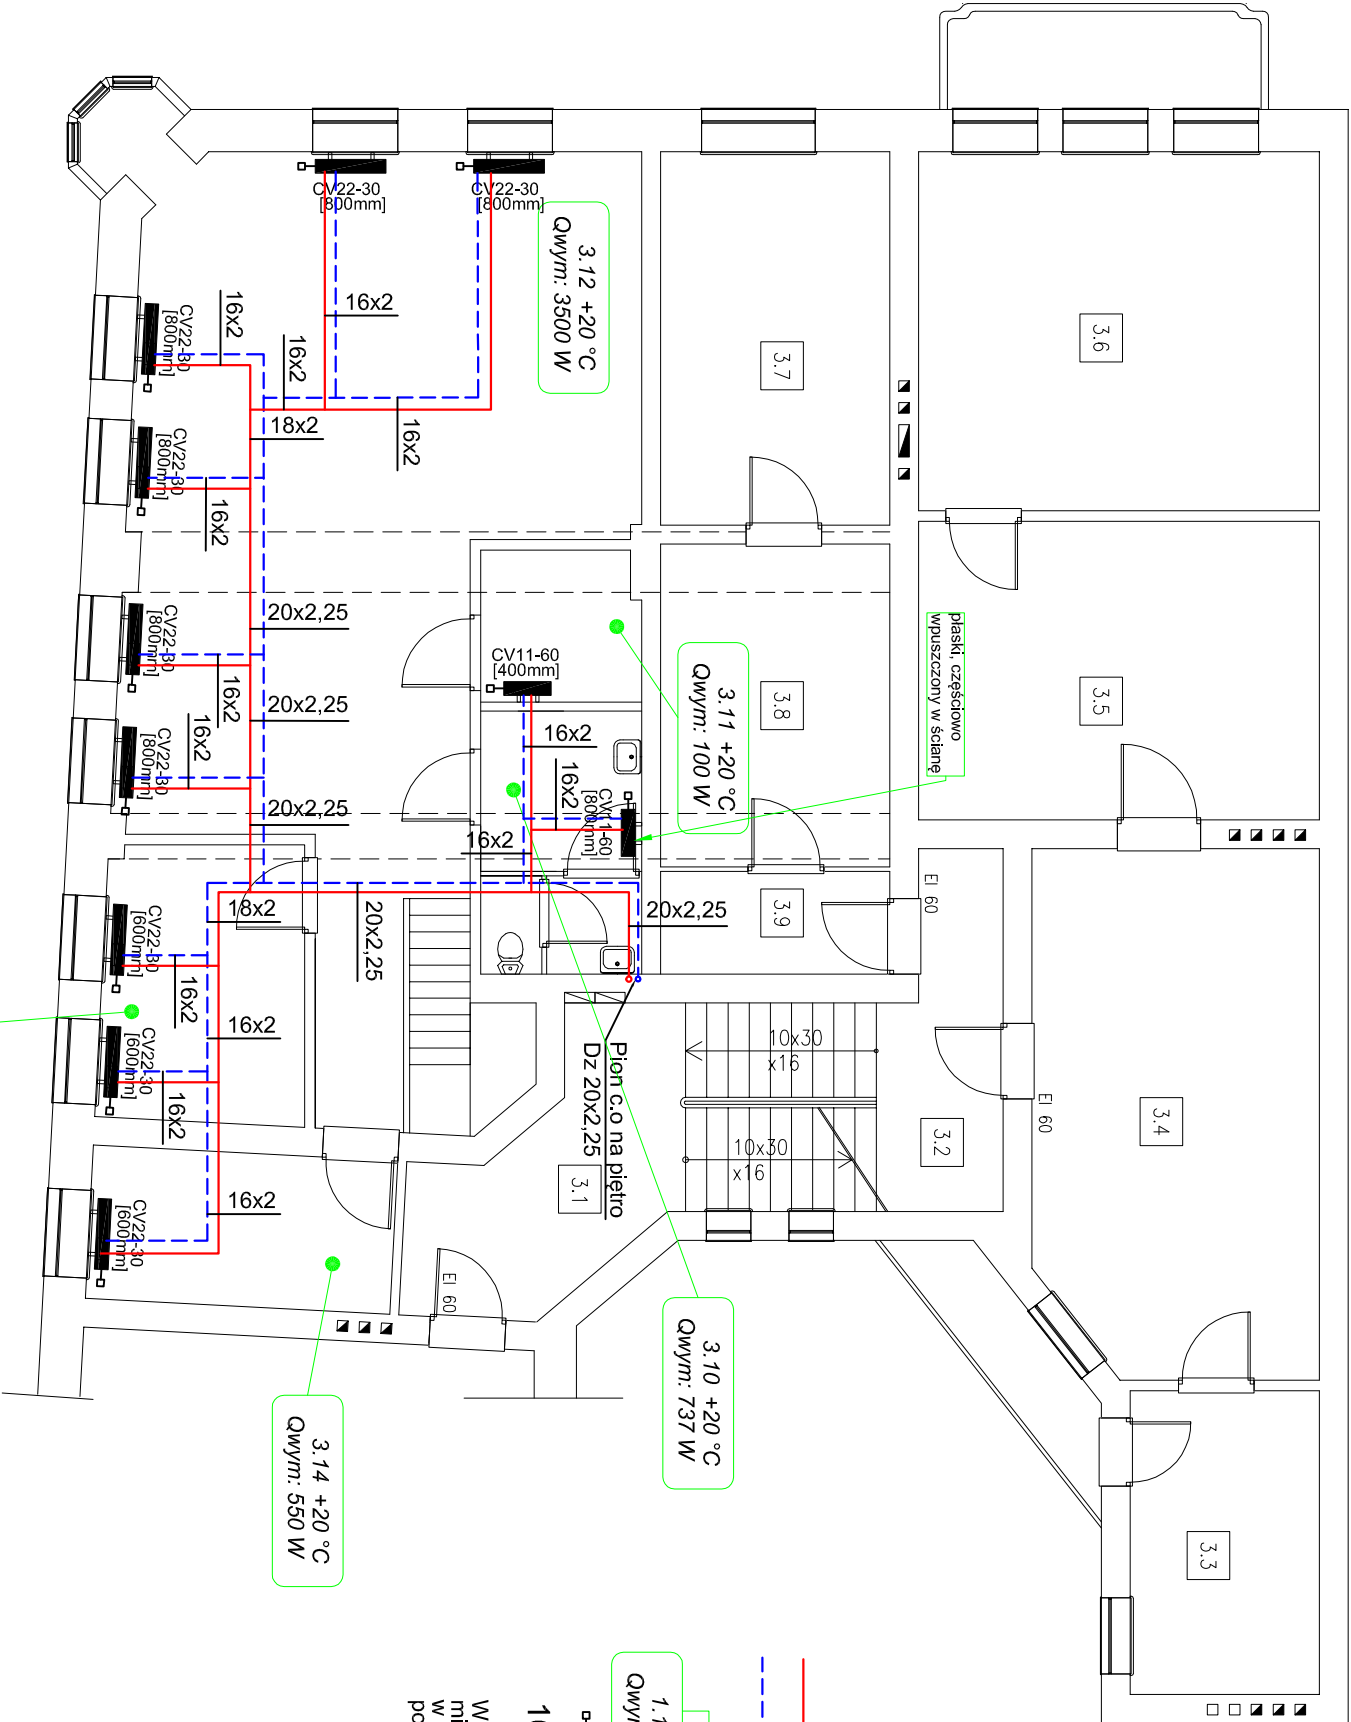 CV22-30
[800mm]
CV22-30
[800mm]
3.12 +20 °C
Qwym: 3500 W
16x2
16x2
16x2
16x2
18x2
CV22-30
[800mm]
CV22-30
[800mm]
16x2
3.7
3.6
20x2,25
CV22-30
[800mm]
16x2
20x2,25
CV22-30
[800mm]
16x2
20x2,25
CV11-60
[400mm]
16x2
16x2
CV11-60
[800mm]
16x2
3.11 +20 °C
Qwym: 100 W
3.8
płaski, częściowo
wpuszczony w ścianę
3.5
3.9
EI 60
20x2,25
20x2,25
18x2
CV22-30
[600mm]
16x2
16x2
CV22-30
[600mm]
16x2
16x2
CV22-30
[600mm]
Pion c.o na piętro
Dz 20x2,25
10x30
x16
10x30
x16
3.1
3.2
EI 60
3.4
EI 60
3.10 +20 °C
Qwym: 737 W
3.14 +20 °C
Qwym: 550 W
3.3